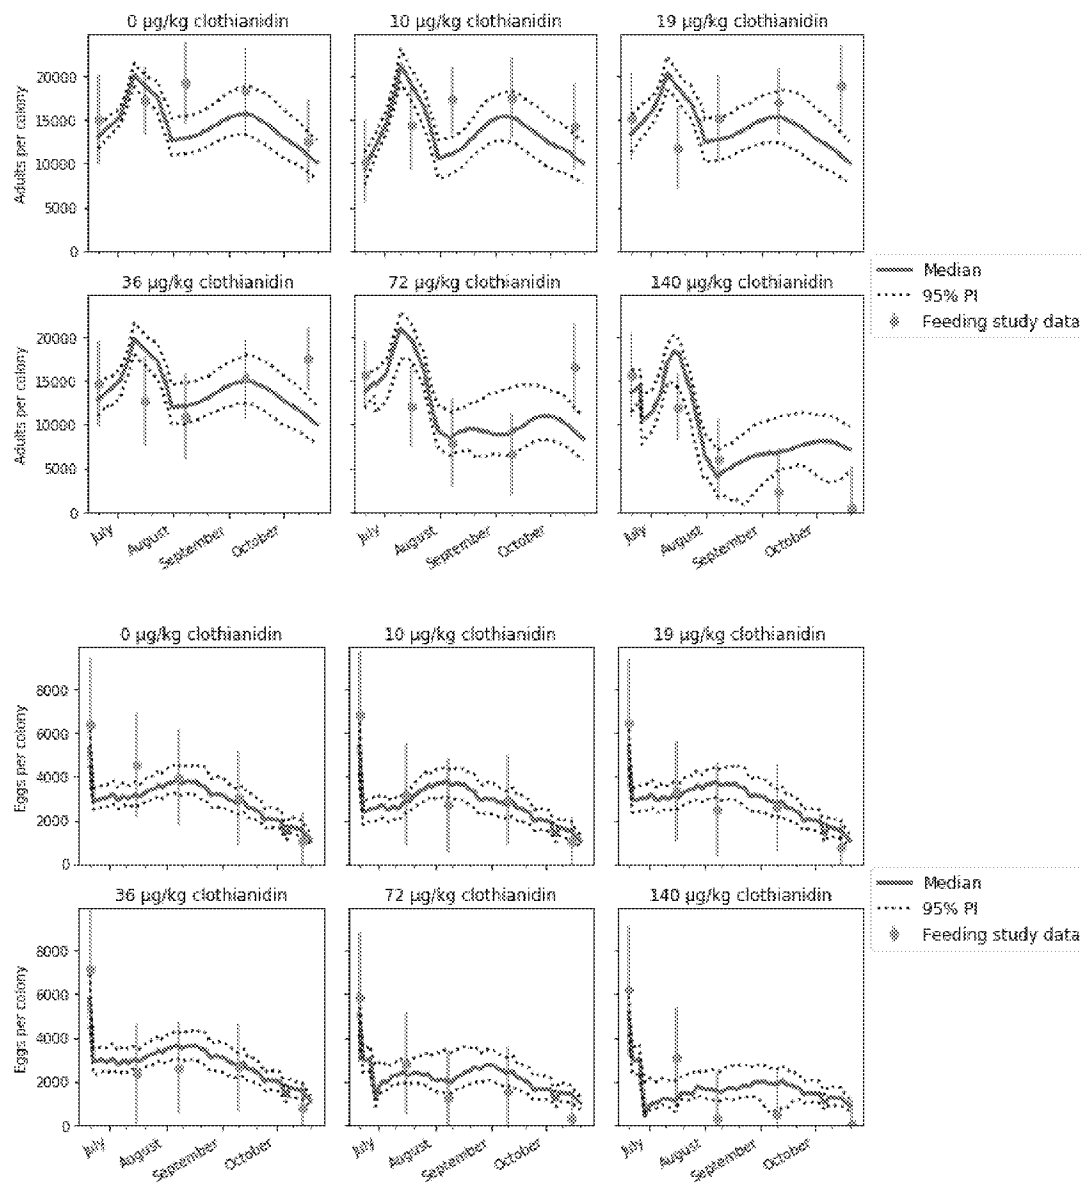 0 µg/kg clothianidin
10 µg/kg clothianidin
19 µg/kg clothianidin
Adults per colony
20000
15000
10000
5000
0
36 µg/kg clothianidin
72 µg/kg clothianidin
140 µg/kg clothianidin
Median
95% PI
Feeding study data
Adults per colony
20000
15000
10000
5000
0
July
August
September
October
July
August
September
October
July
August
September
October
0 µg/kg clothianidin
10 µg/kg clothianidin
19 µg/kg clothianidin
Eggs per colony
8000
6000
4000
2000
0
36 µg/kg clothianidin
72 µg/kg clothianidin
140 µg/kg clothianidin
Median
95% PI
Feeding study data
Eggs per colony
8000
6000
4000
2000
0
July
August
September
October
July
August
September
October
July
August
September
October